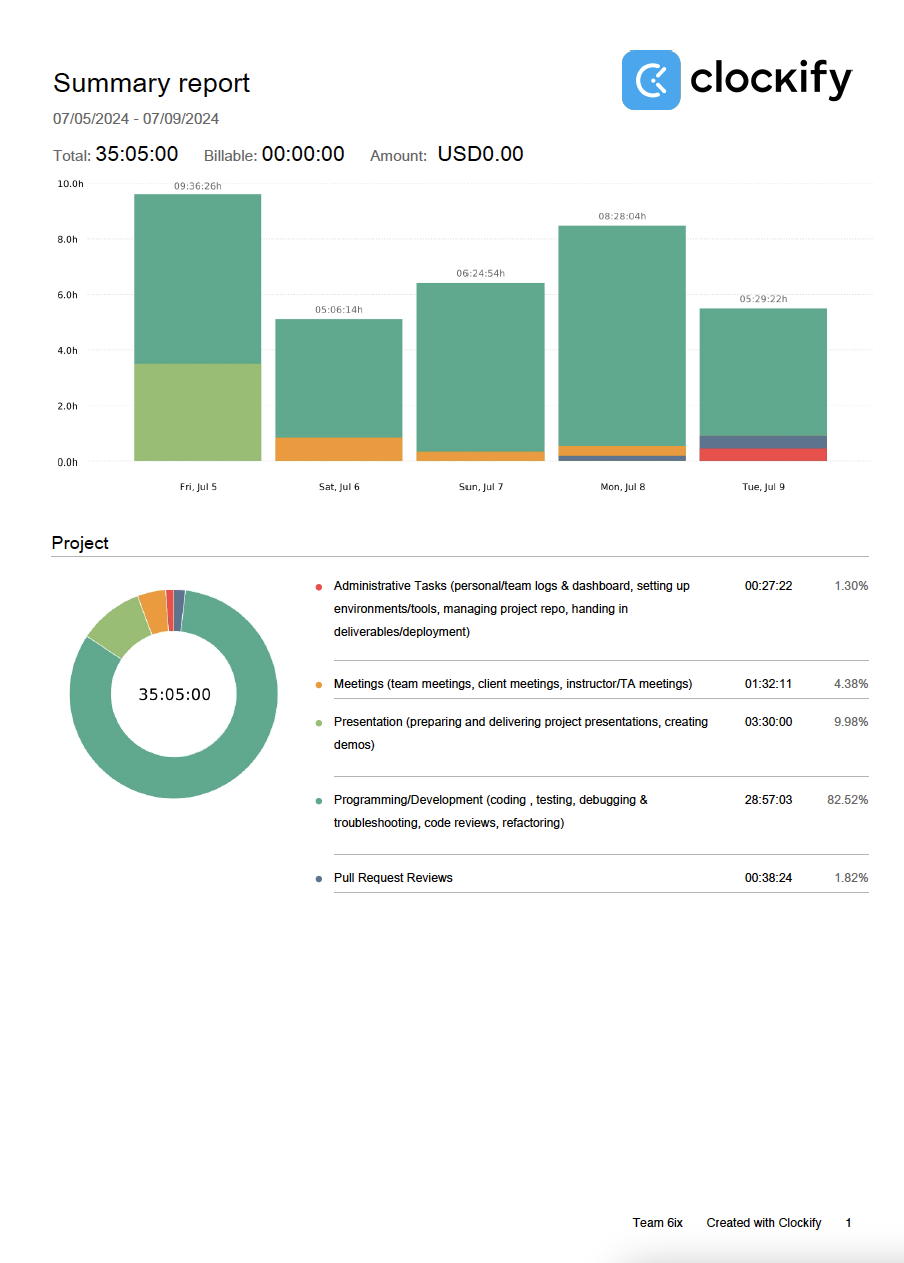 Summary report
clockify
07/05/2024 - 07/09/2024
Total: 35:05:00 Billable: 00:00:00 Amount: USD0.00
10.0h
8.0h
6.0h
4.0h
2.0h
0.0h
09:36:26h
05:06:14h
06:24:54h
08:28:04h
05:29:22h
Fri, Jul 5
Sat, Jul 6
Sun, Jul 7
Mon, Jul 8
Tue, Jul 9
Project
35:05:00
Administrative Tasks (personal/team logs & dashboard, setting up 00:27:22 1.30%
environments/tools, managing project repo, handing in
deliverables/deployment)
Meetings (team meetings, client meetings, instructor/TA meetings) 01:32:11 4.38%
Presentation (preparing and delivering project presentations, creating 03:30:00 9.98%
demos)
Programming/Development (coding , testing, debugging & 28:57:03 82.52%
troubleshooting, code reviews, refactoring)
Pull Request Reviews 00:38:24 1.82%
Team 6ix Created with Clockify 1